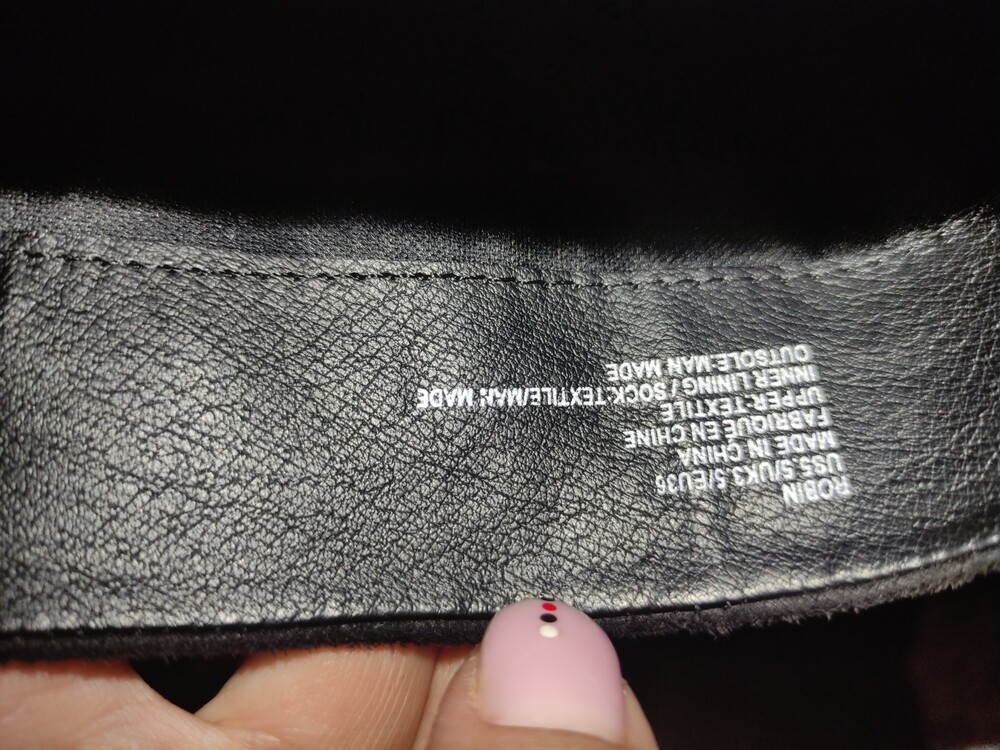 ROBIN
US5.5/UK3.5/EU36
MADE IN CHINA
FABRIQUE EN CHINE
UPPER:TEXTILE
INNER LINING / SOCK:TEXTILE/MAN MADE
OUTSOLE:MAN MADE